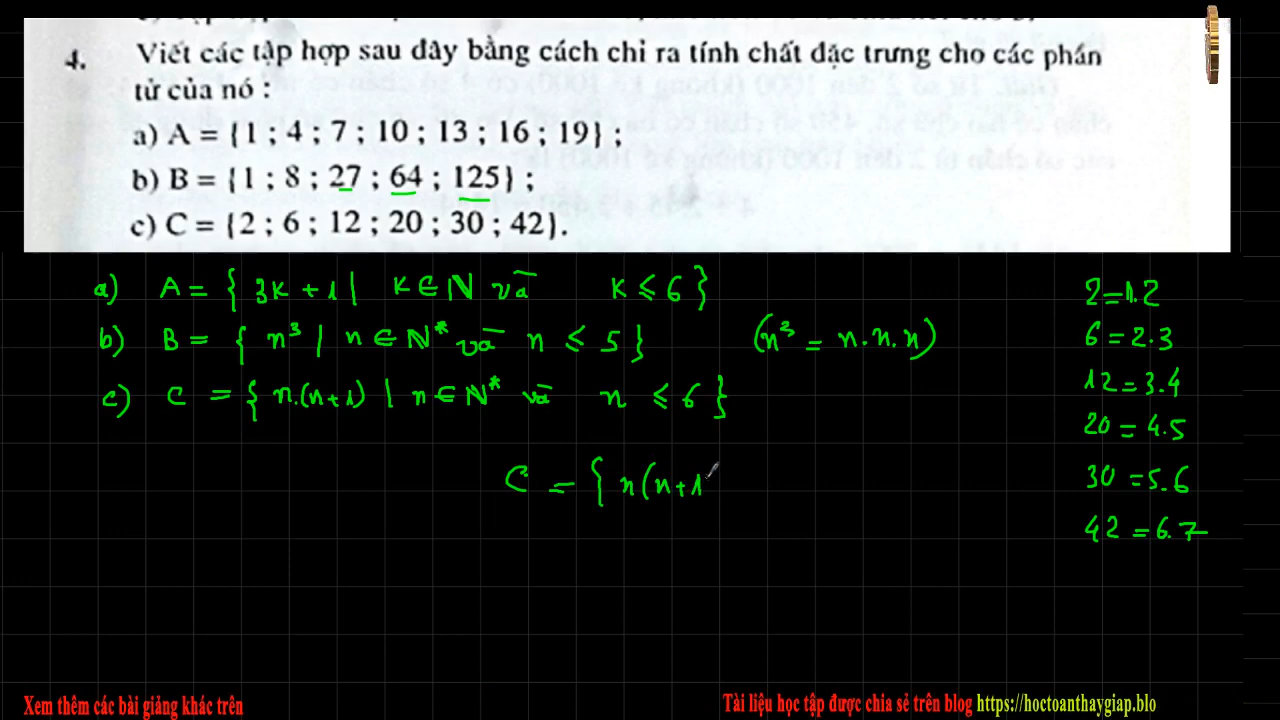 4. Viết các tập hợp sau đây bằng cách chỉ ra tính chất đặc trưng cho các phần
tử của nó :
a) A = {1 ; 4 ; 7 ; 10 ; 13 ; 16 ; 19} ;
b) B = {1 ; 8 ; 27 ; 64 ; 125} ;
c) C = {2 ; 6 ; 12 ; 20 ; 30 ; 42}.
a) A = { 3k + 1 | k ∈ ℕ và k ⩽ 6 }
b) B = { n³ | n ∈ ℕ* và n ⩽ 5 } (n³ = n.n.n)
c) C = { n.(n+1) | n ∈ ℕ* và n ⩽ 6 }
C = { n(n+1
2=1.2
6=2.3
12=3.4
20=4.5
30=5.6
42=6.7
Xem thêm các bài giảng khác trên
Tài liệu học tập được chia sẻ trên blog https://hoctoanthaygiap.blo